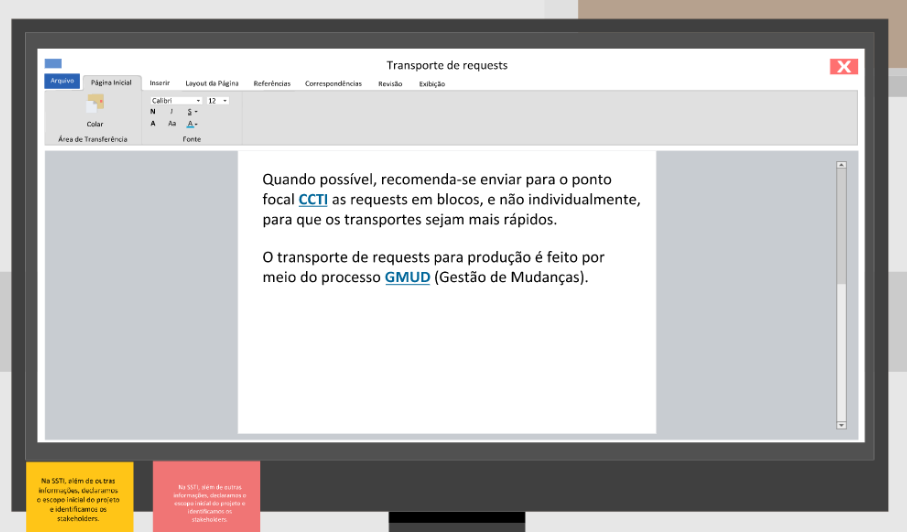 Transporte de requests
Arquivo Página Inicial Inserir Layout da Página Referências Correspondências Revisão Exibição
Calibri 12
N I S
Colar A Aa A
Área de Transferência Fonte
Quando possível, recomenda-se enviar para o ponto
focal CCTI as requests em blocos, e não individualmente,
para que os transportes sejam mais rápidos.
O transporte de requests para produção é feito por
meio do processo GMUD (Gestão de Mudanças).
Na SSTI, além de outras
informações, declaramos
o escopo inicial do projeto
e identificamos os
stakeholders.
Na SSTI, além de outras
informações, declaramos o
escopo inicial do projeto e
identificamos os
stakeholders.